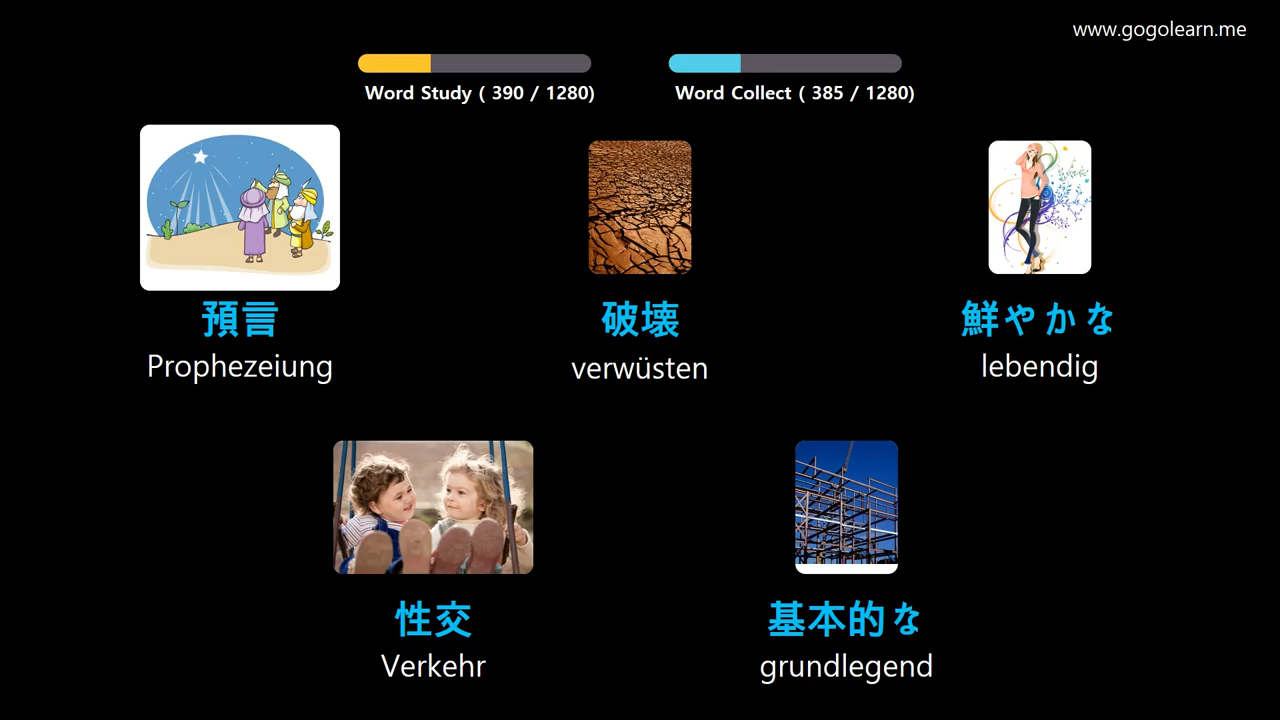 www.gogolearn.me
Word Study ( 390 / 1280)
Word Collect ( 385 / 1280)
預言
Prophezeiung
破壊
verwüsten
鮮やかな
lebendig
性交
Verkehr
基本的な
grundlegend